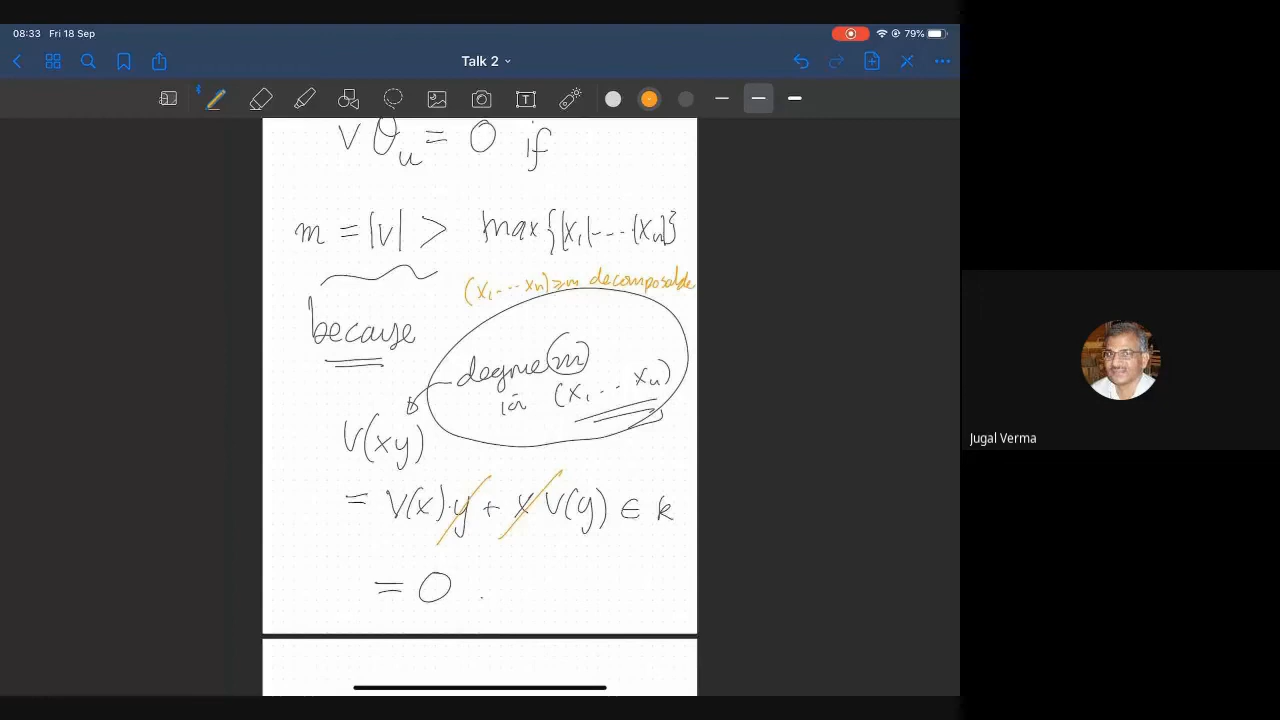 08:33 Fri 18 Sep
79%
Talk 2
T
V θ_u = 0 if
m = |v| > max{|x_1|···|x_n|}
(x_1···x_n)≥m decomposable
because
degree m
in (x_1··· x_n)
V(xy)
= V(x)·y + x V(y) ∈ k
= 0 .
Jugal Verma